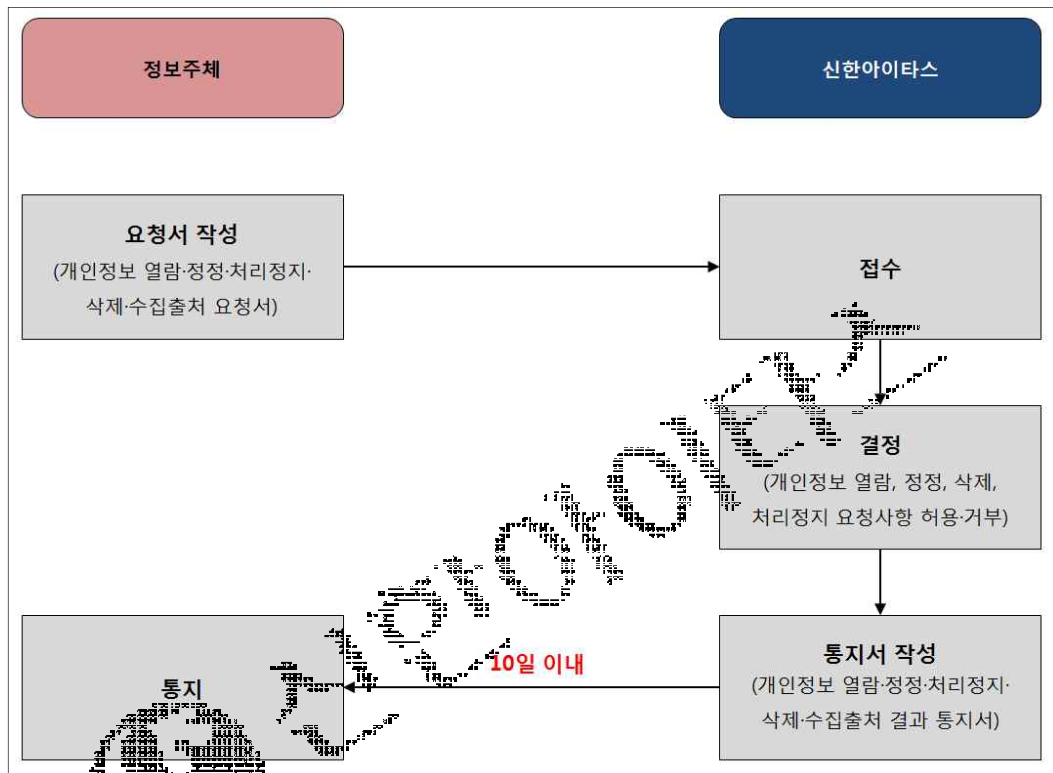 정보주체
신한아이타스
요청서 작성
(개인정보 열람·정정·처리정지·
삭제·수집출처 요청서)
접수
결정
(개인정보 열람, 정정, 삭제,
처리정지 요청사항 허용·거부)
통지
10일 이내
통지서 작성
(개인정보 열람·정정·처리정지·
삭제·수집출처 결과 통지서)